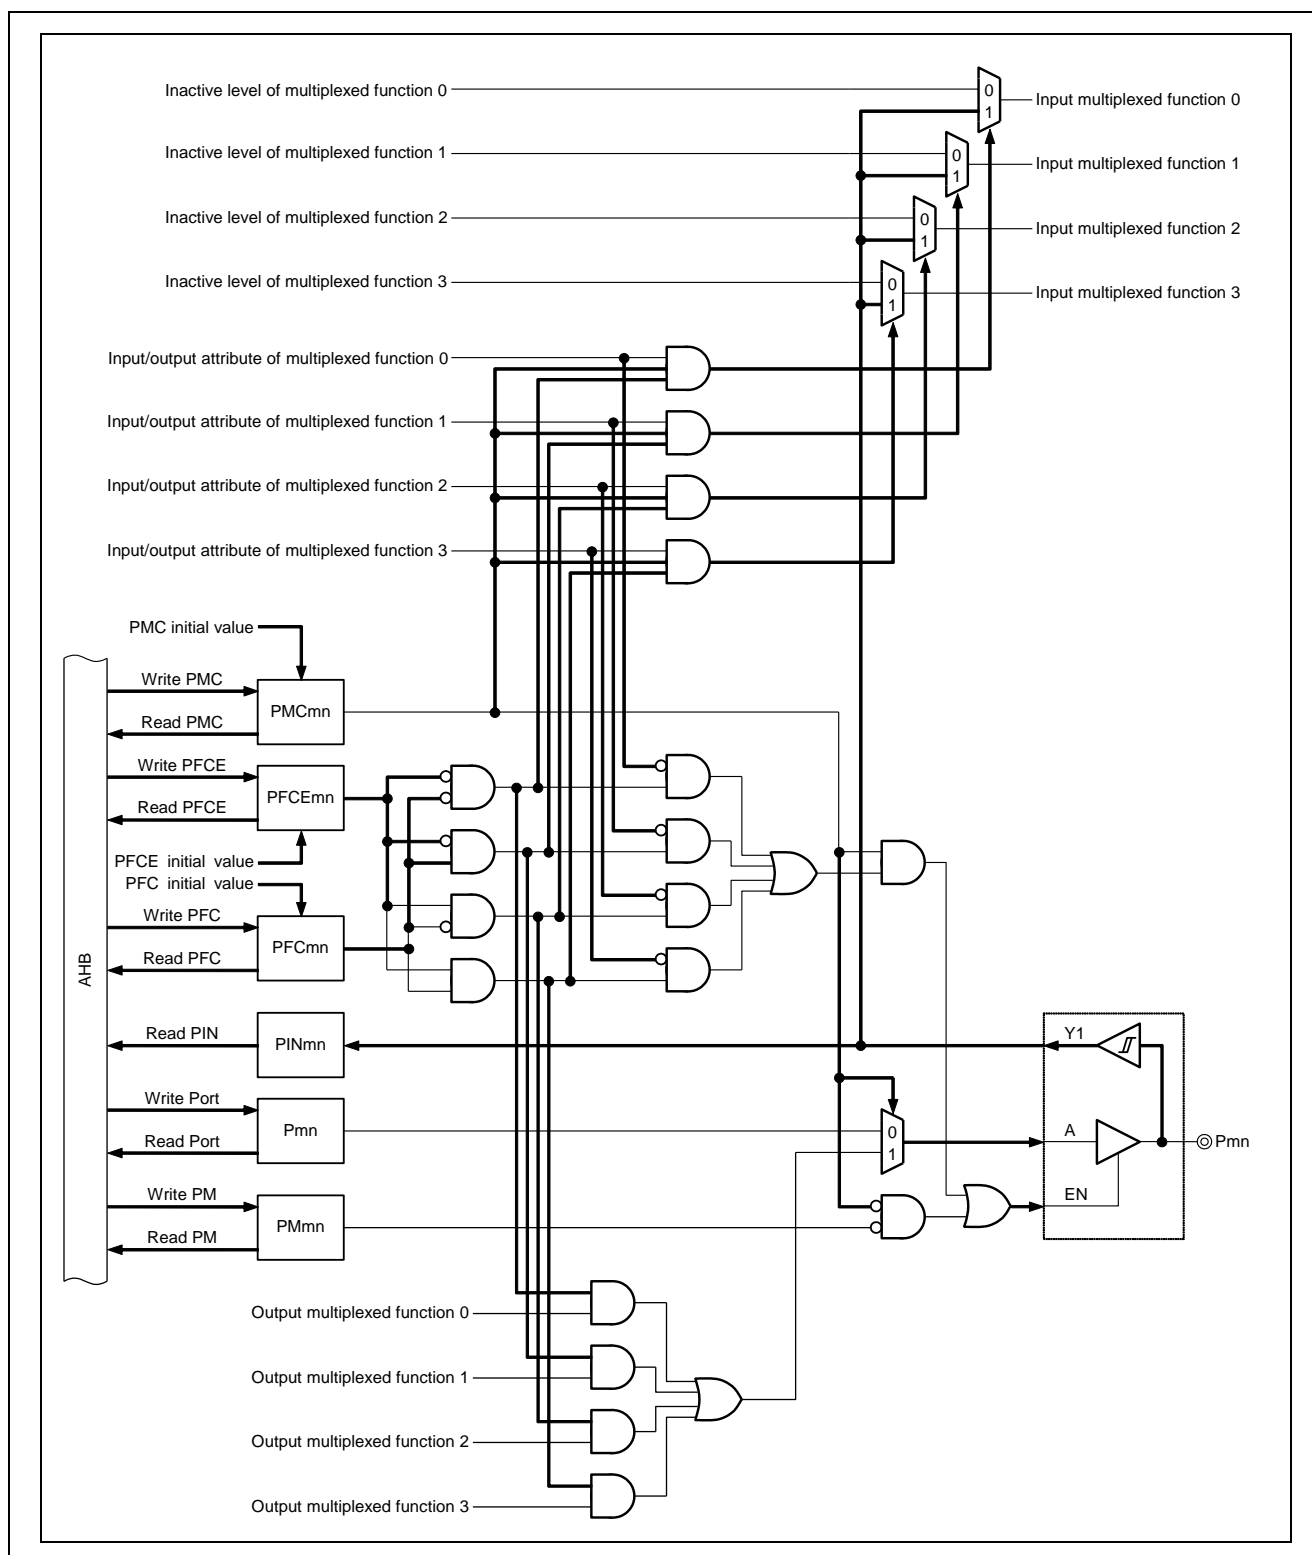 Inactive level of multiplexed function 0
0
1
Input multiplexed function 0
Inactive level of multiplexed function 1
0
1
Input multiplexed function 1
Inactive level of multiplexed function 2
0
1
Input multiplexed function 2
Inactive level of multiplexed function 3
0
1
Input multiplexed function 3
Input/output attribute of multiplexed function 0
Input/output attribute of multiplexed function 1
Input/output attribute of multiplexed function 2
Input/output attribute of multiplexed function 3
PMC initial value
Write PMC
PMCmn
Read PMC
Write PFCE
PFCEmn
Read PFCE
PFCE initial value
PFC initial value
Write PFC
PFCmn
Read PFC
AHB
Read PIN
PINmn
Y1
Write Port
Pmn
Read Port
0
1
A
Pmn
Write PM
PMmn
Read PM
EN
Output multiplexed function 0
Output multiplexed function 1
Output multiplexed function 2
Output multiplexed function 3